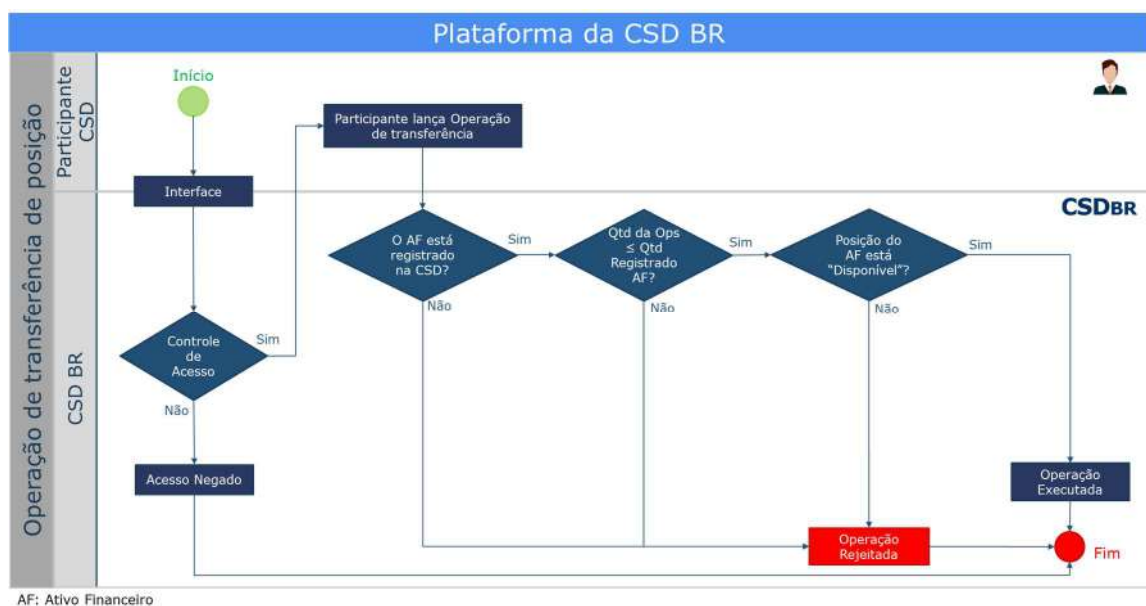 Plataforma da CSD BR
Operação de transferência de posição
Participante
CSD
CSD BR
Início
Interface
Participante lança Operação
de transferência
CSDBR
O AF está
registrado
na CSD?
Sim
Não
Qtd da Ops
≤ Qtd
Registrado
AF?
Sim
Não
Posição do
AF está
"Disponível"?
Sim
Não
Controle
de
Acesso
Sim
Não
Acesso Negado
Operação
Executada
Operação
Rejeitada
Fim
AF: Ativo Financeiro